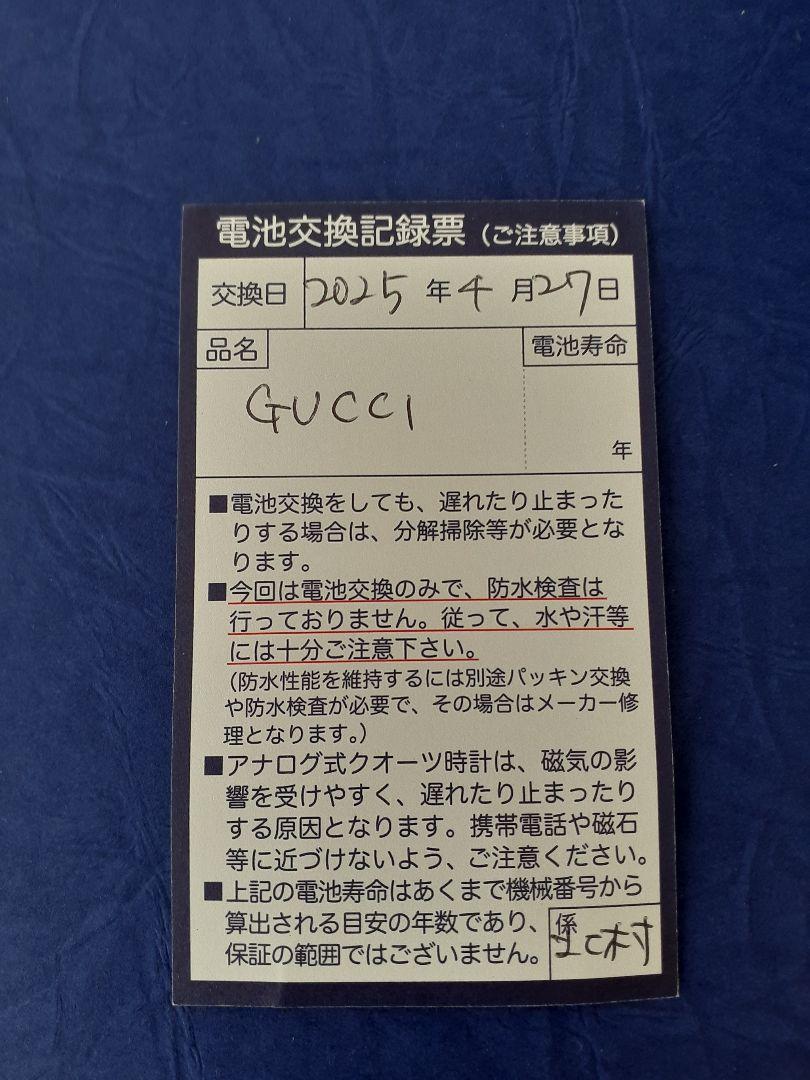 電池交換記録票（ご注意事項）
交換日 2025年4月27日
品名 電池寿命
GUCCI
年
■電池交換をしても、遅れたり止まった
りする場合は、分解掃除等が必要とな
ります。
■今回は電池交換のみで、防水検査は
行っておりません。従って、水や汗等
には十分ご注意下さい。
（防水性能を維持するには別途パッキン交換
や防水検査が必要で、その場合はメーカー修
理となります。）
■アナログ式クオーツ時計は、磁気の影
響を受けやすく、遅れたり止まったり
する原因となります。携帯電話や磁石
等に近づけないよう、ご注意ください。
■上記の電池寿命はあくまで機械番号から
算出される目安の年数であり、
保証の範囲ではございません。
係